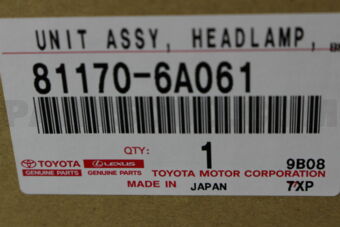 UNIT ASSY, HEADLAMP,
81170-6A061
QTY: 1 9B08
TOYOTA LEXUS TOYOTA MOTOR CORPORATION
GENUINE PARTS GENUINE PARTS
MADE IN JAPAN 7XP